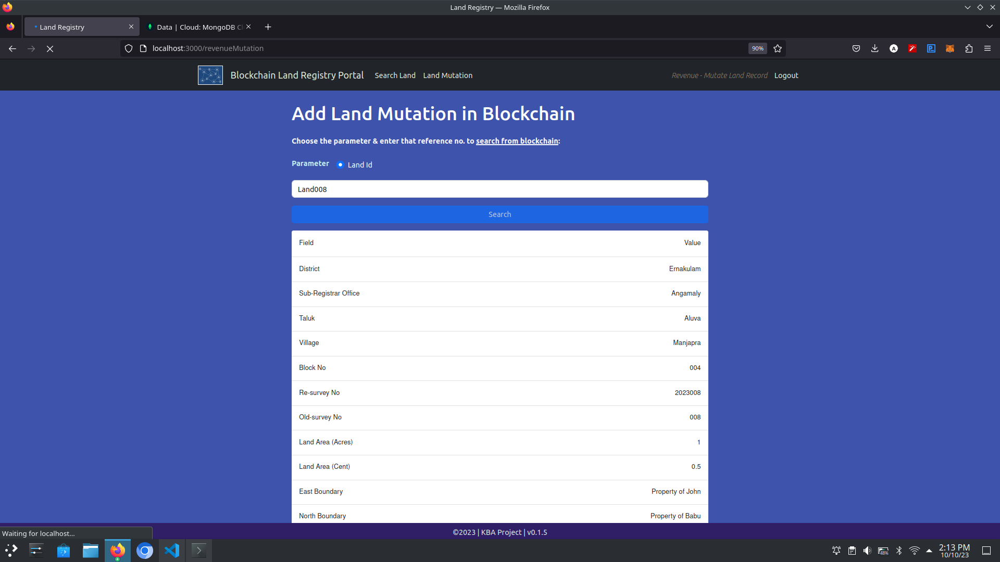 Land Registry — Mozilla Firefox
Land Registry
Data | Cloud: MongoDB Cl
localhost:3000/revenueMutation
90%
Blockchain Land Registry Portal Search Land Land Mutation Revenue - Mutate Land Record Logout
Add Land Mutation in Blockchain
Choose the parameter & enter that reference no. to search from blockchain:
Parameter Land Id
Land008
Search
Field Value
District Ernakulam
Sub-Registrar Office Angamaly
Taluk Aluva
Village Manjapra
Block No 004
Re-survey No 2023008
Old-survey No 008
Land Area (Acres) 1
Land Area (Cent) 0.5
East Boundary Property of John
North Boundary Property of Babu
©2023 | KBA Project | v0.1.5
Waiting for localhost...
48%
2:13 PM
10/10/23